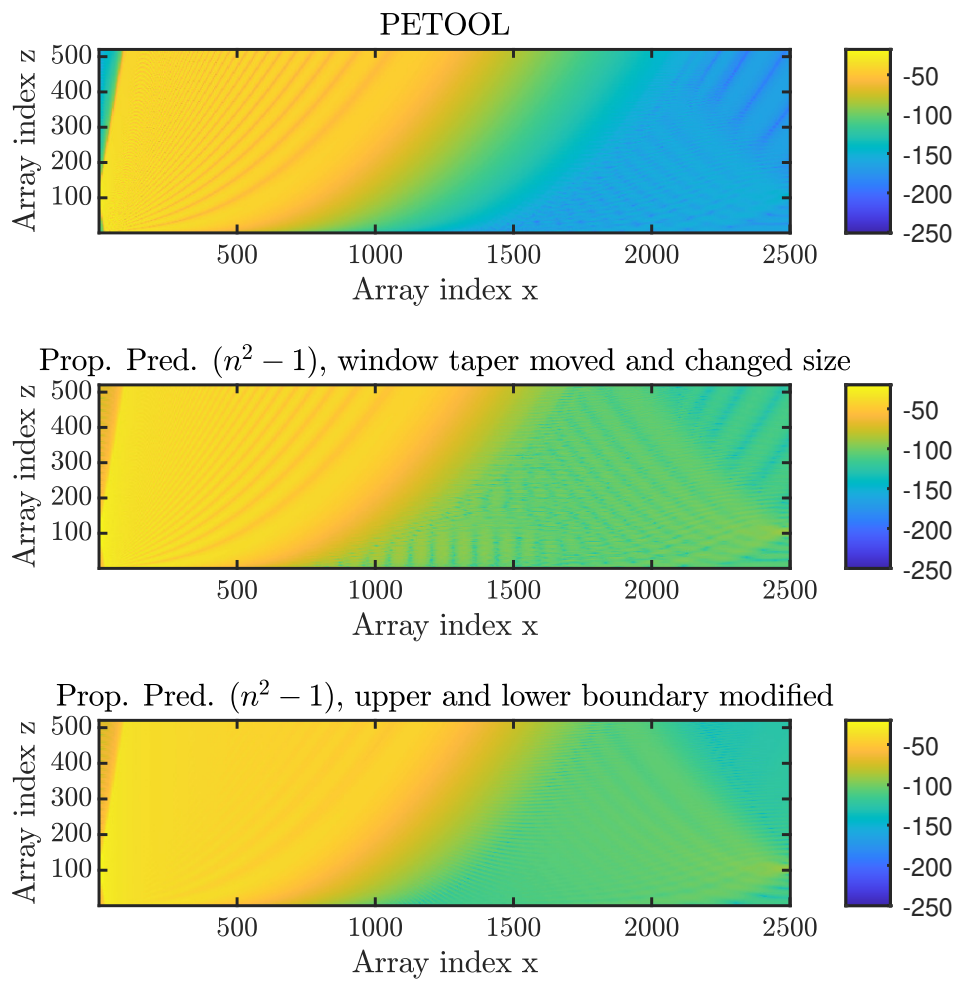 PETOOL
Array index z
500
400
300
200
100
500 1000 1500 2000 2500
Array index x
-50
-100
-150
-200
-250
Prop. Pred. (n² − 1), window taper moved and changed size
Array index z
500
400
300
200
100
500 1000 1500 2000 2500
Array index x
-50
-100
-150
-200
-250
Prop. Pred. (n² − 1), upper and lower boundary modified
Array index z
500
400
300
200
100
500 1000 1500 2000 2500
Array index x
-50
-100
-150
-200
-250